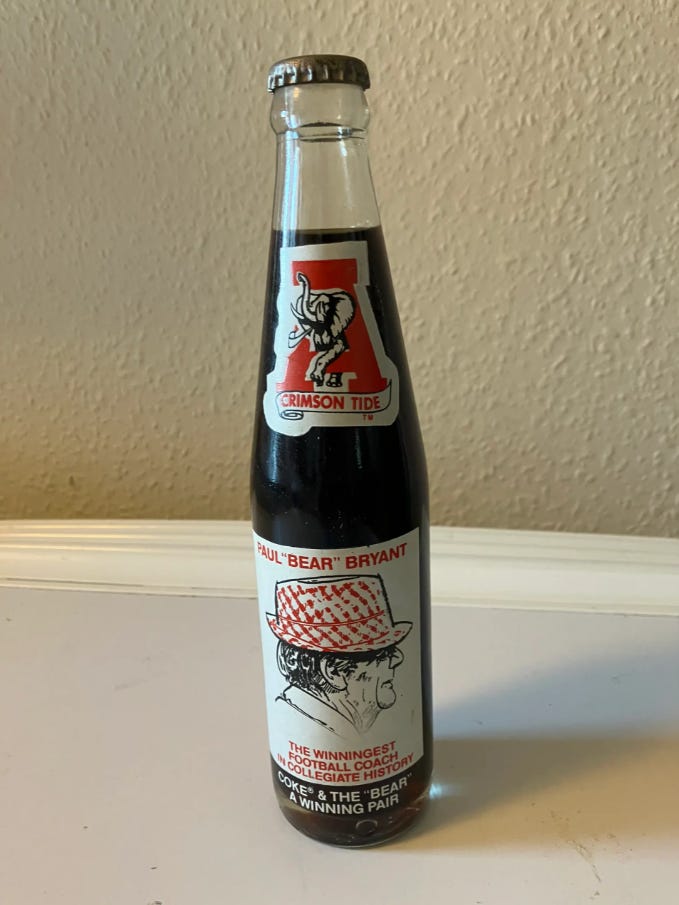 A
CRIMSON TIDE
TM
PAUL "BEAR" BRYANT
THE WINNINGEST
FOOTBALL COACH
IN COLLEGIATE HISTORY
COKE® & THE "BEAR"
A WINNING PAIR